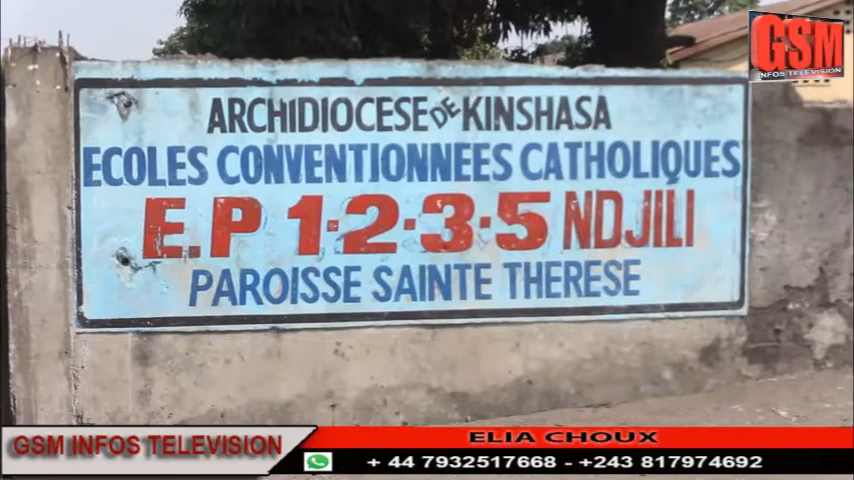 GSM
INFOS TELEVISION
ARCHIDIOCESE DE KINSHASA
ECOLES CONVENTIONNEES CATHOLIQUES
E.P 1.2.3.5 NDJILI
PAROISSE SAINTE THERESE
GSM INFOS TELEVISION
ELIA CHOUX
+ 44 7932517668 - +243 817974692